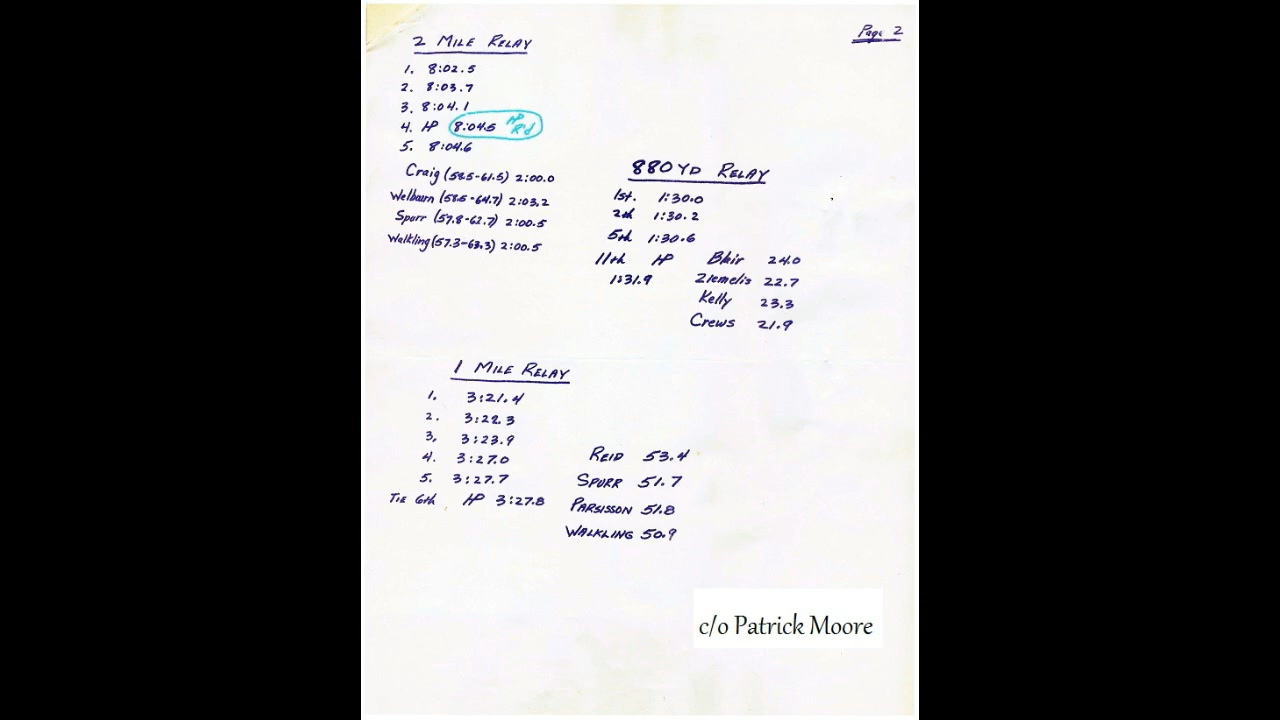 Page 2
2 MILE RELAY
1. 8:02.5
2. 8:03.7
3. 8:04.1
4. HP 8:04.5 HP R'd
5. 8:04.6
Craig (58.5-61.5) 2:00.0
Welbourn (58.5-64.7) 2:03.2
Spurr (57.8-62.7) 2:00.5
Walkling (57.3-63.3) 2:00.5
880 YD RELAY
1st. 1:30.0
2th 1:30.2
5th 1:30.6
11th HP Blair 24.0
1:31.9 Ziemelis 22.7
Kelly 23.3
Crews 21.9
1 MILE RELAY
1. 3:21.4
2. 3:22.3
3, 3:23.9
4. 3:27.0
5. 3:27.7
TIE 6th HP 3:27.8
REID 53.4
SPURR 51.7
PARSISSON 51.8
WALKLING 50.9
c/o Patrick Moore